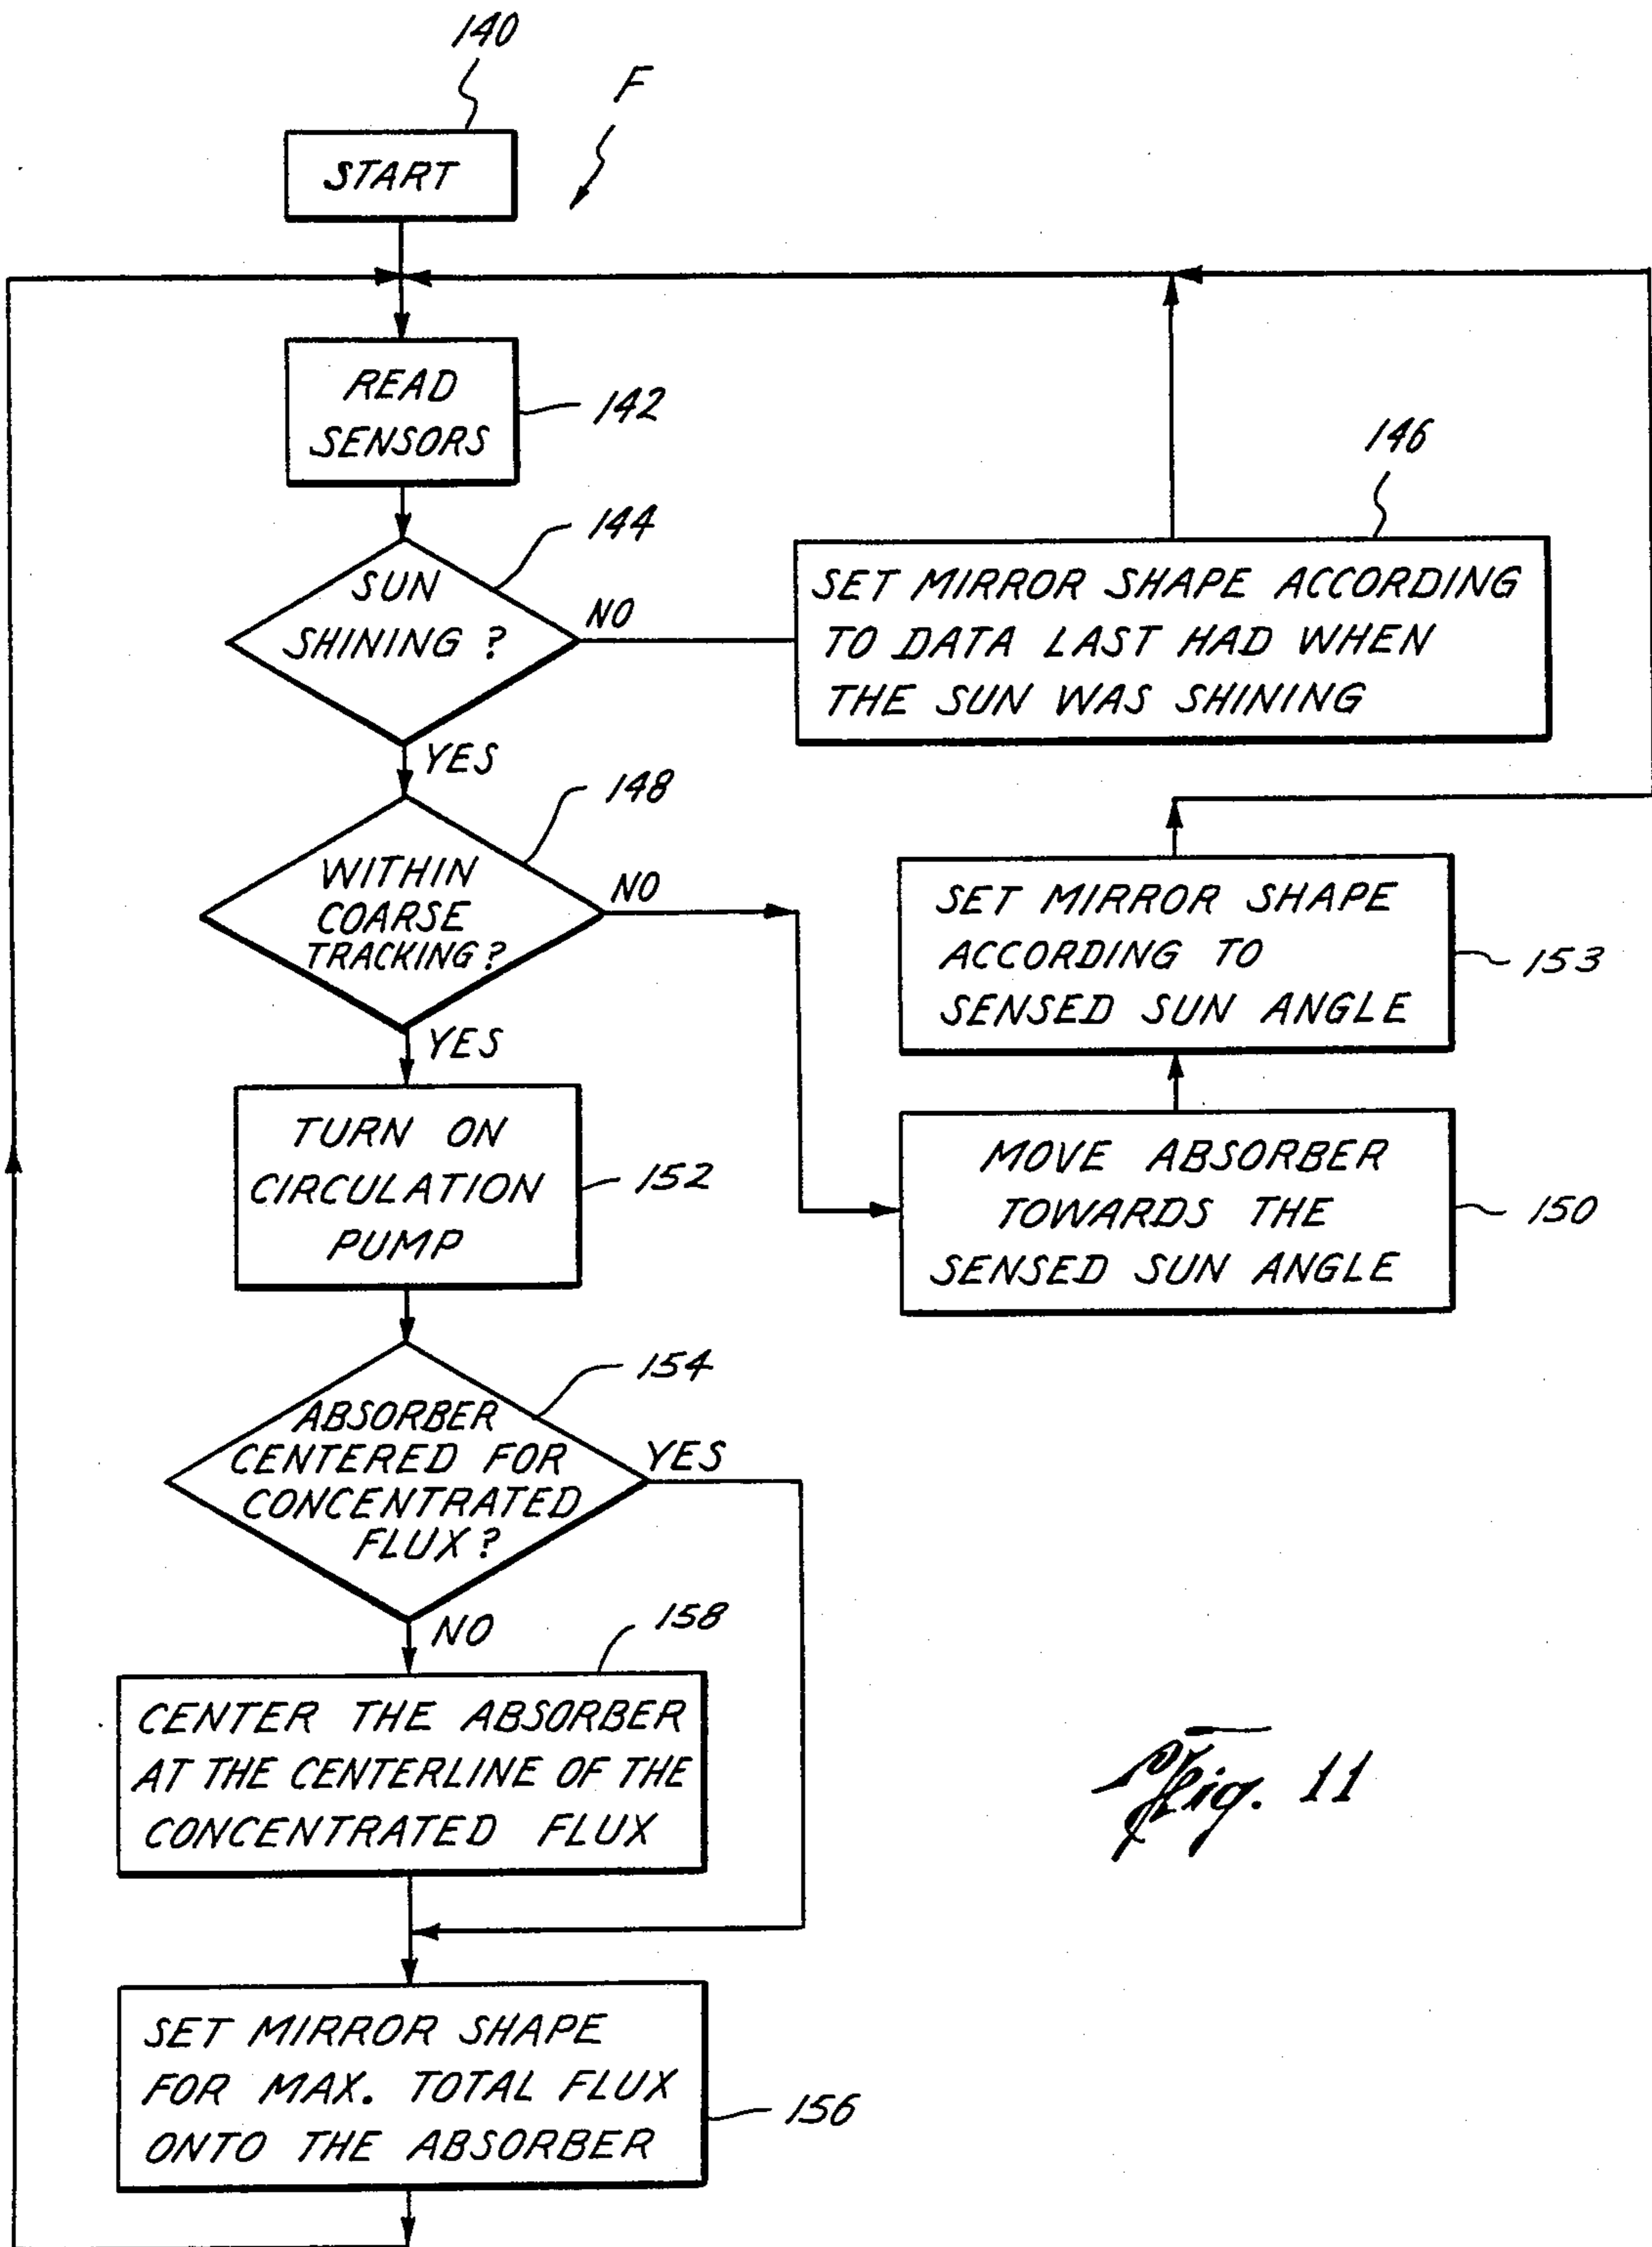 140
F
START
READ
SENSORS
142
144
SUN
SHINING?
NO
YES
146
SET MIRROR SHAPE ACCORDING
TO DATA LAST HAD WHEN
THE SUN WAS SHINING
148
WITHIN
COARSE
TRACKING?
NO
YES
SET MIRROR SHAPE
ACCORDING TO
SENSED SUN ANGLE
153
TURN ON
CIRCULATION
PUMP
152
MOVE ABSORBER
TOWARDS THE
SENSED SUN ANGLE
150
154
ABSORBER
CENTERED FOR
CONCENTRATED
FLUX?
YES
NO
158
CENTER THE ABSORBER
AT THE CENTERLINE OF THE
CONCENTRATED FLUX
Fig. 11
SET MIRROR SHAPE
FOR MAX. TOTAL FLUX
ONTO THE ABSORBER
156